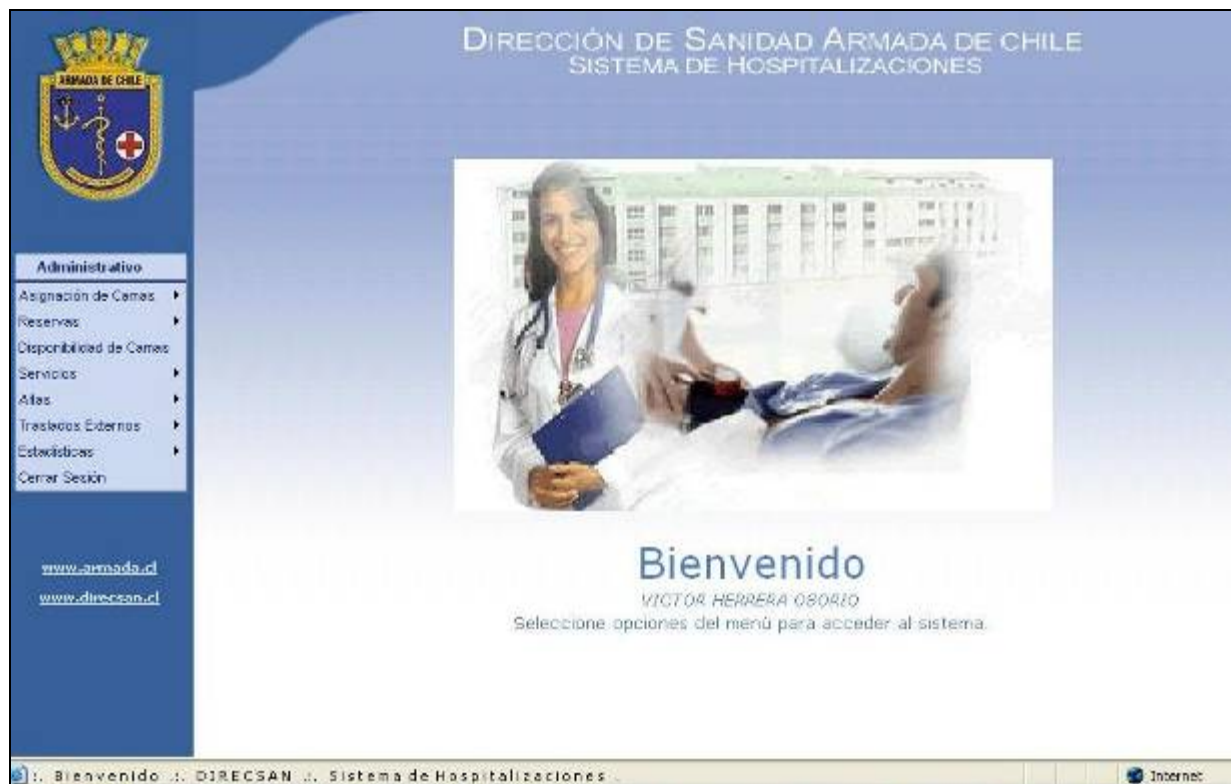 DIRECCIÓN DE SANIDAD ARMADA DE CHILE
SISTEMA DE HOSPITALIZACIONES
ARMADA DE CHILE
Administrativo
Asignación de Camas
Reservas
Disponibilidad de Camas
Servicios
Altas
Traslados Externos
Estadísticas
Cerrar Sesión
www.armada.cl
www.direcsan.cl
Bienvenido
VICTOR HERRERA OBORIO
Seleccione opciones del menú para acceder al sistema.
:. Bienvenido .:. DIRECSAN .:. Sistema de Hospitalizaciones .
Internet